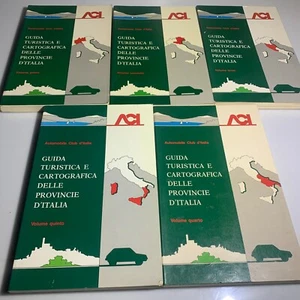 ACI
GUIDA
TURISTICA E
CARTOGRAFICA
DELLE
PROVINCIE
D'ITALIA
ACI
GUIDA
TURISTICA E
CARTOGRAFICA
DELLE
PROVINCIE
D'ITALIA
ACI
GUIDA
TURISTICA E
CARTOGRAFICA
DELLE
PROVINCIE
D'ITALIA
ACI
Automobile Club d'Italia
GUIDA
TURISTICA E
CARTOGRAFICA
DELLE
PROVINCIE
D'ITALIA
Volume quinto
ACI
Automobile Club d'Italia
GUIDA
TURISTICA E
CARTOGRAFICA
DELLE
PROVINCIE
D'ITALIA
Volume quarto